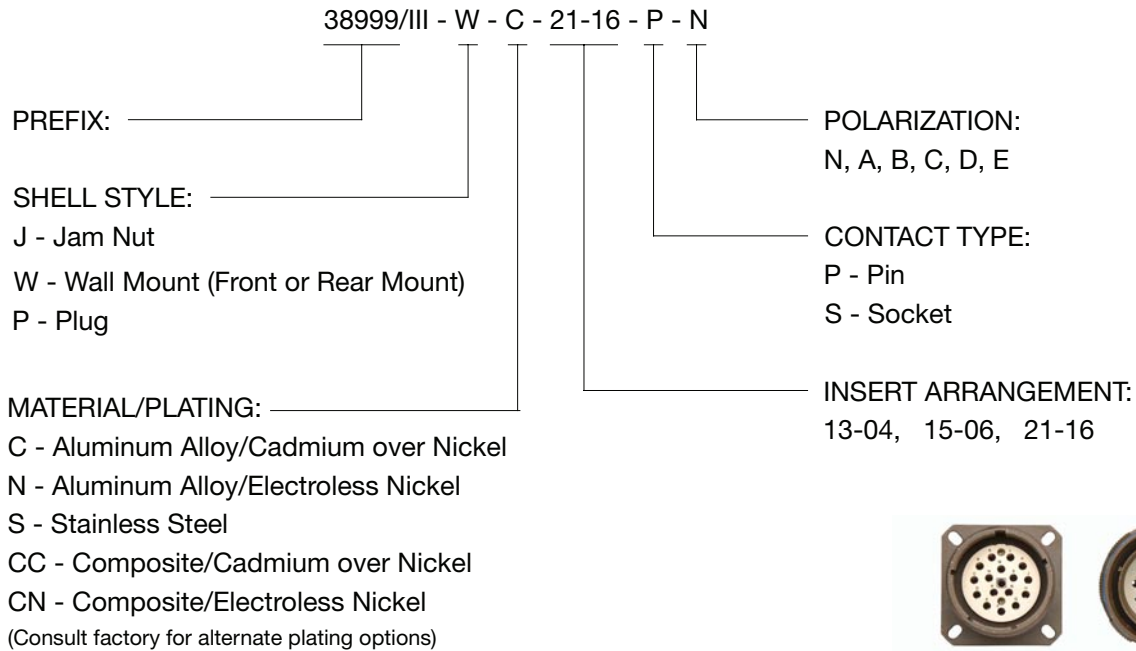 38999/III - W - C - 21-16 - P - N
PREFIX:
SHELL STYLE:
J - Jam Nut
W - Wall Mount (Front or Rear Mount)
P - Plug
MATERIAL/PLATING:
C - Aluminum Alloy/Cadmium over Nickel
N - Aluminum Alloy/Electroless Nickel
S - Stainless Steel
CC - Composite/Cadmium over Nickel
CN - Composite/Electroless Nickel
(Consult factory for alternate plating options)
POLARIZATION:
N, A, B, C, D, E
CONTACT TYPE:
P - Pin
S - Socket
INSERT ARRANGEMENT:
13-04, 15-06, 21-16